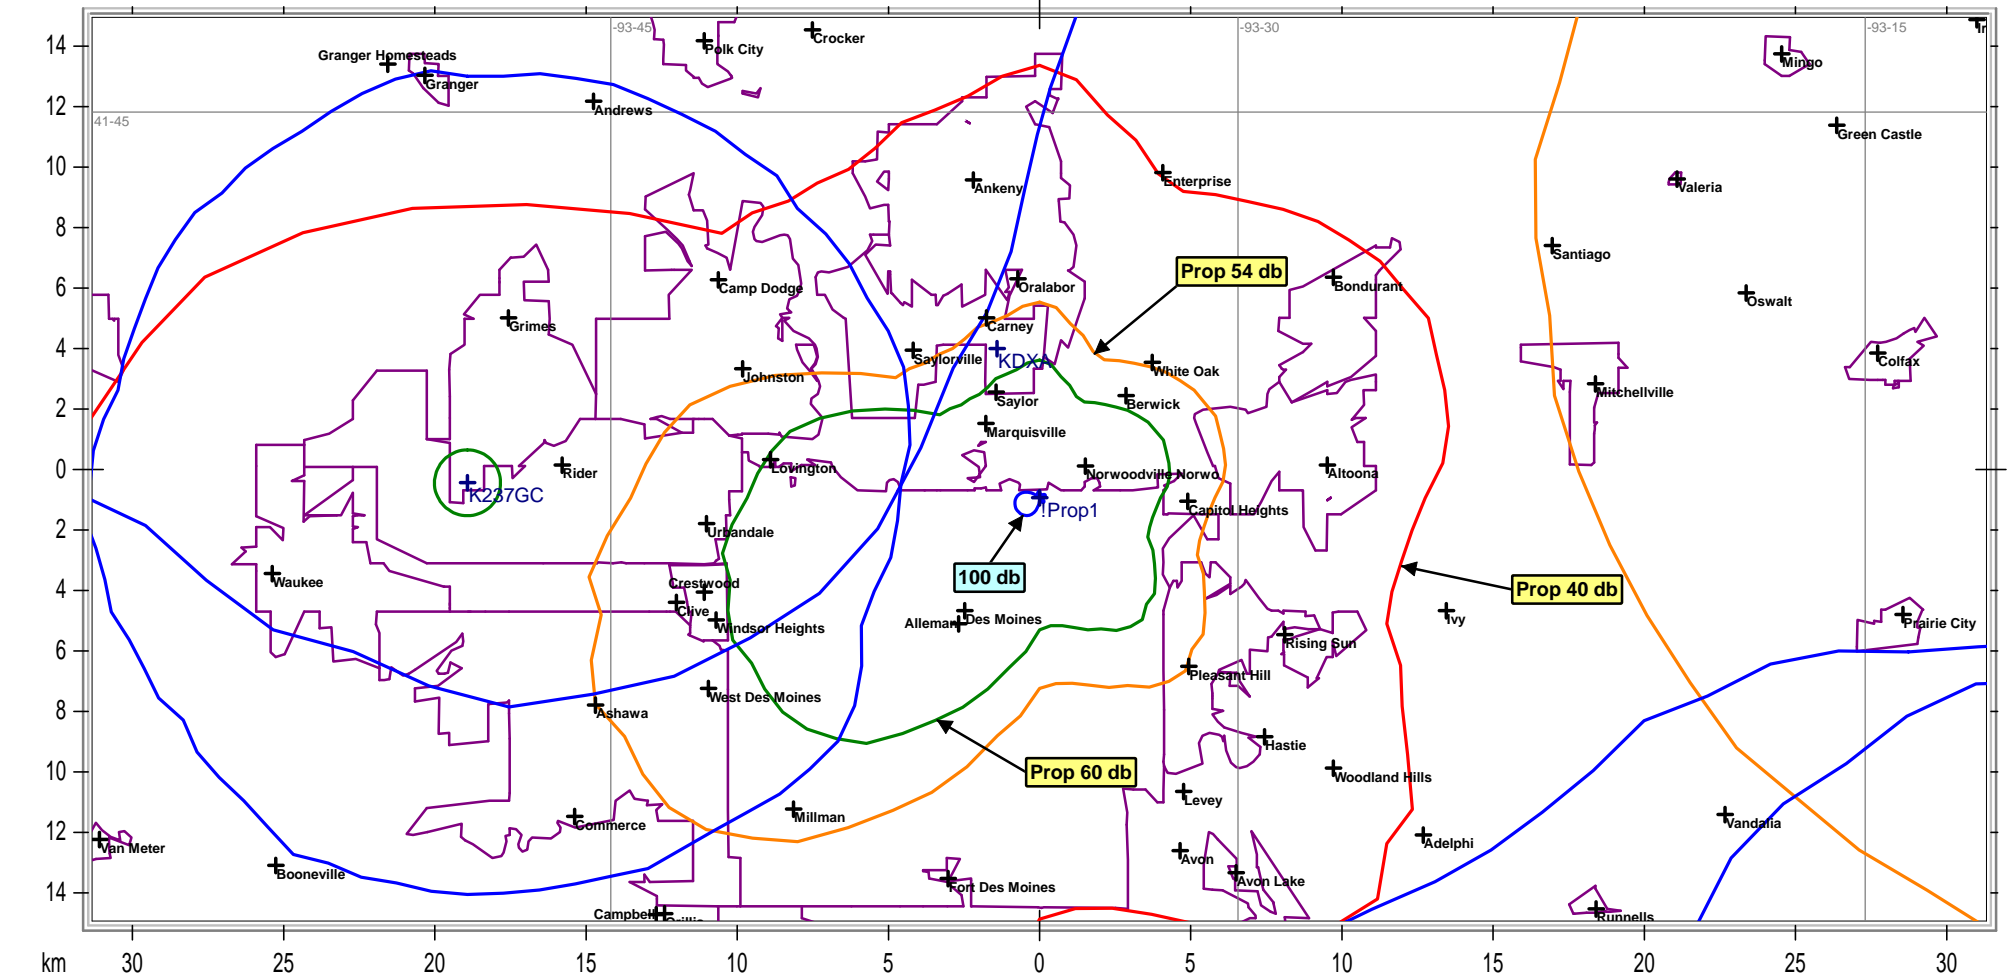 -93-45
-93-30
-93-15
41-45
14
12
10
8
6
4
2
0
2
4
6
8
10
12
14
km
30
25
20
15
10
5
0
5
10
15
20
25
30
Granger Homesteads
Granger
Polk City
Crocker
Andrews
Mingo
Green Castle
Ankeny
Enterprise
Valeria
Santiago
Prop 54 db
Camp Dodge
Oralabor
Bondurant
Oswalt
Grimes
Carney
Saylorville
KDXA
White Oak
Colfax
Johnston
Saylor
Berwick
Mitchellville
Marquisville
Rider
Lovington
Norwoodville Norwo
Altoona
K237GC
!Prop1
Capitol Heights
Urbandale
100 db
Prop 40 db
Waukee
Crestwood
Clive
Windsor Heights
Alleman
Des Moines
Ivy
Prairie City
Rising Sun
Pleasant Hill
West Des Moines
Ashawa
Hastie
Prop 60 db
Woodland Hills
Levey
Commerce
Millman
Vandalia
Van Meter
Adelphi
Booneville
Avon
Avon Lake
Fort Des Moines
Campbell
Runnells